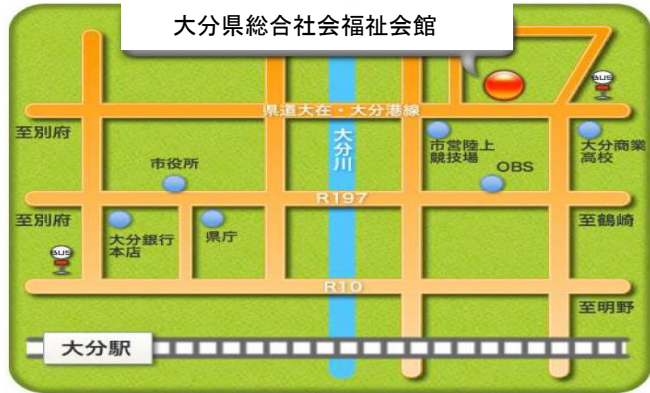 大分県総合社会福祉会館
BUS
県道大在・大分港線
至別府
大分川
市営陸上
競技場
大分商業
高校
市役所
OBS
R197
至別府
大分銀行
本店
県庁
至鶴崎
BUS
R10
至明野
大分駅